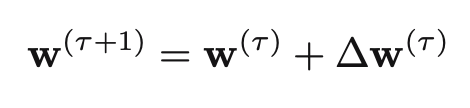 𝐰^(τ+1) = 𝐰^(τ) + Δ𝐰^(τ)